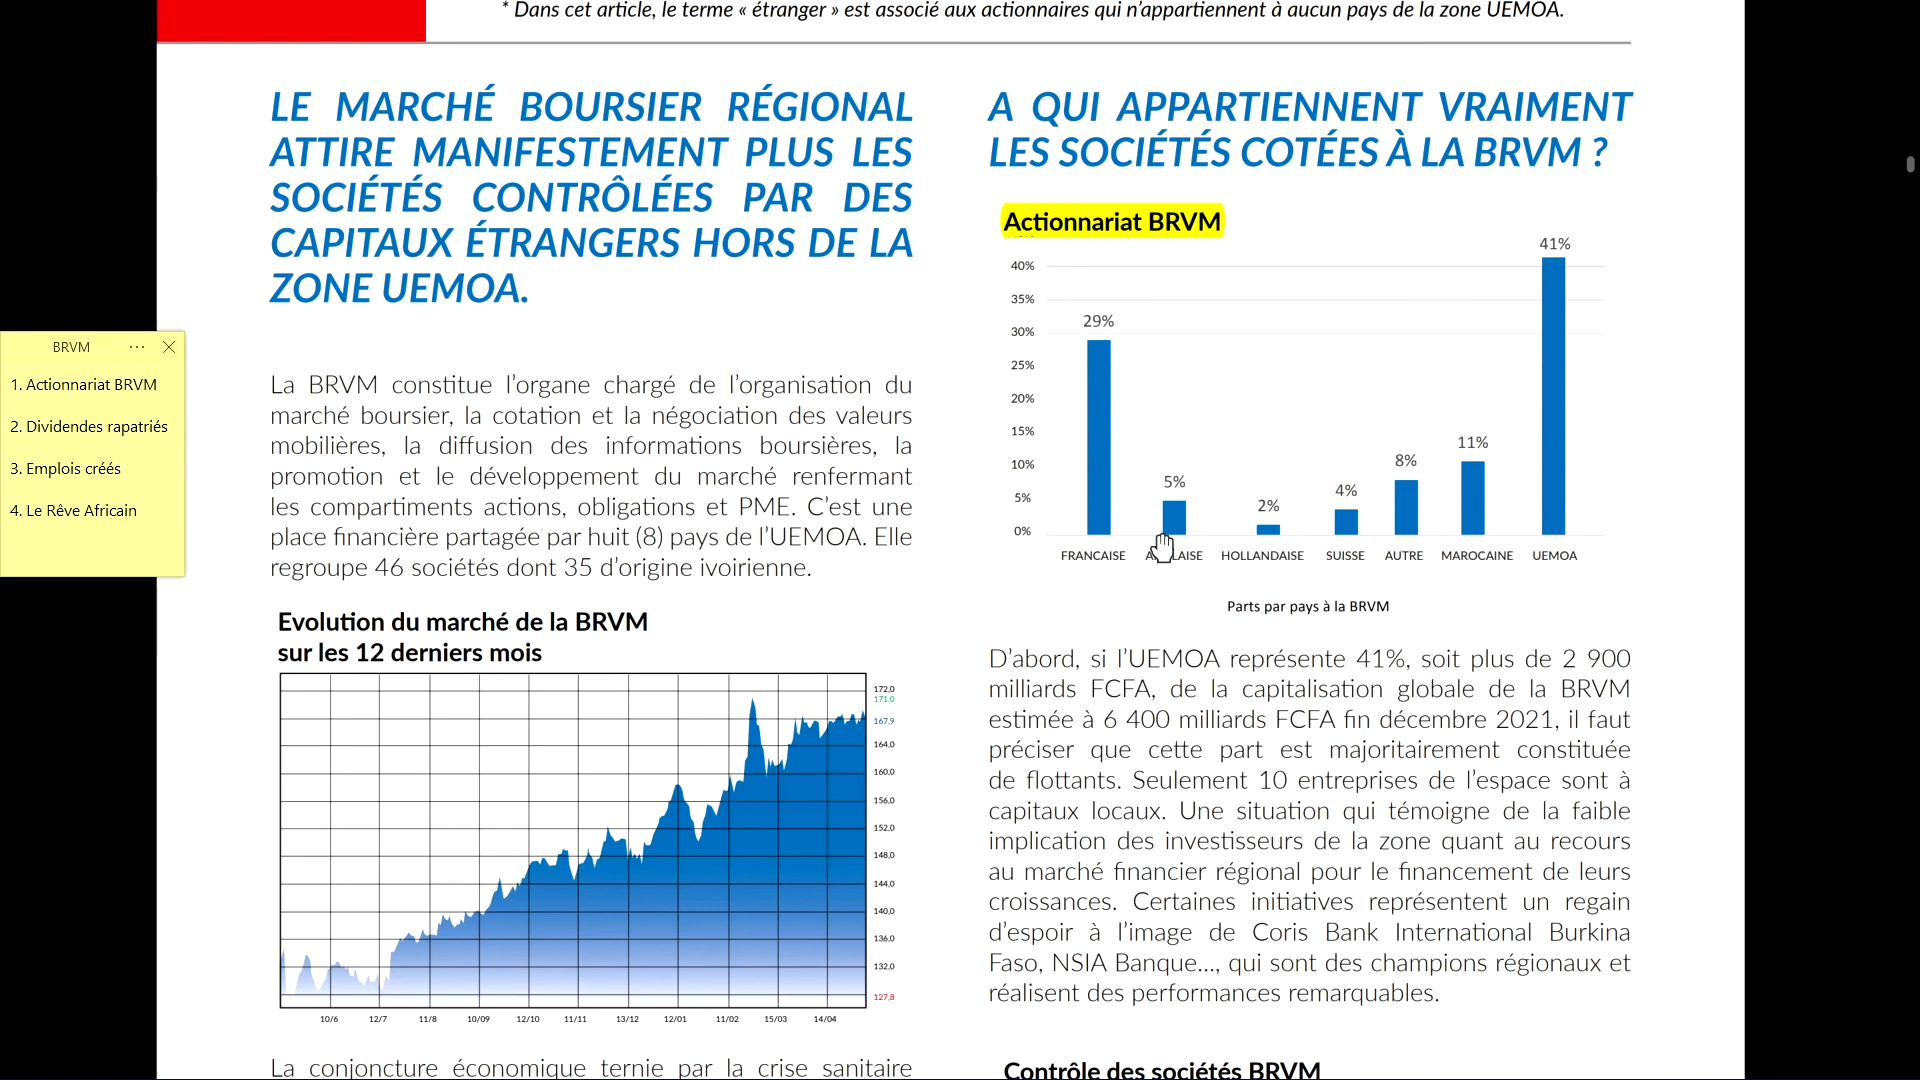 * Dans cet article, le terme « étranger » est associé aux actionnaires qui n'appartiennent à aucun pays de la zone UEMOA.
LE MARCHÉ BOURSIER RÉGIONAL
ATTIRE MANIFESTEMENT PLUS LES
SOCIÉTÉS CONTRÔLÉES PAR DES
CAPITAUX ÉTRANGERS HORS DE LA
ZONE UEMOA.
La BRVM constitue l'organe chargé de l'organisation du
marché boursier, la cotation et la négociation des valeurs
mobilières, la diffusion des informations boursières, la
promotion et le développement du marché renfermant
les compartiments actions, obligations et PME. C'est une
place financière partagée par huit (8) pays de l'UEMOA. Elle
regroupe 46 sociétés dont 35 d'origine ivoirienne.
Evolution du marché de la BRVM
sur les 12 derniers mois
172,0
171,0
167,9
164,0
160,0
156,0
152,0
148,0
144,0
140,0
136,0
132,0
127,8
10/6 12/7 11/8 10/09 12/10 11/11 13/12 12/01 11/02 15/03 14/04
La conjoncture économique ternie par la crise sanitaire
A QUI APPARTIENNENT VRAIMENT
LES SOCIÉTÉS COTÉES À LA BRVM ?
Actionnariat BRVM
40%
35%
30%
25%
20%
15%
10%
5%
0%
29% 5% 2% 4% 8% 11% 41%
FRANCAISE HOLLANDAISE SUISSE AUTRE MAROCAINE UEMOA
Parts par pays à la BRVM
D'abord, si l'UEMOA représente 41%, soit plus de 2 900
milliards FCFA, de la capitalisation globale de la BRVM
estimée à 6 400 milliards FCFA fin décembre 2021, il faut
préciser que cette part est majoritairement constituée
de flottants. Seulement 10 entreprises de l'espace sont à
capitaux locaux. Une situation qui témoigne de la faible
implication des investisseurs de la zone quant au recours
au marché financier régional pour le financement de leurs
croissances. Certaines initiatives représentent un regain
d'espoir à l'image de Coris Bank International Burkina
Faso, NSIA Banque..., qui sont des champions régionaux et
réalisent des performances remarquables.
Contrôle des sociétés BRVM
BRVM
1. Actionnariat BRVM
2. Dividendes rapatriés
3. Emplois créés
4. Le Rêve Africain